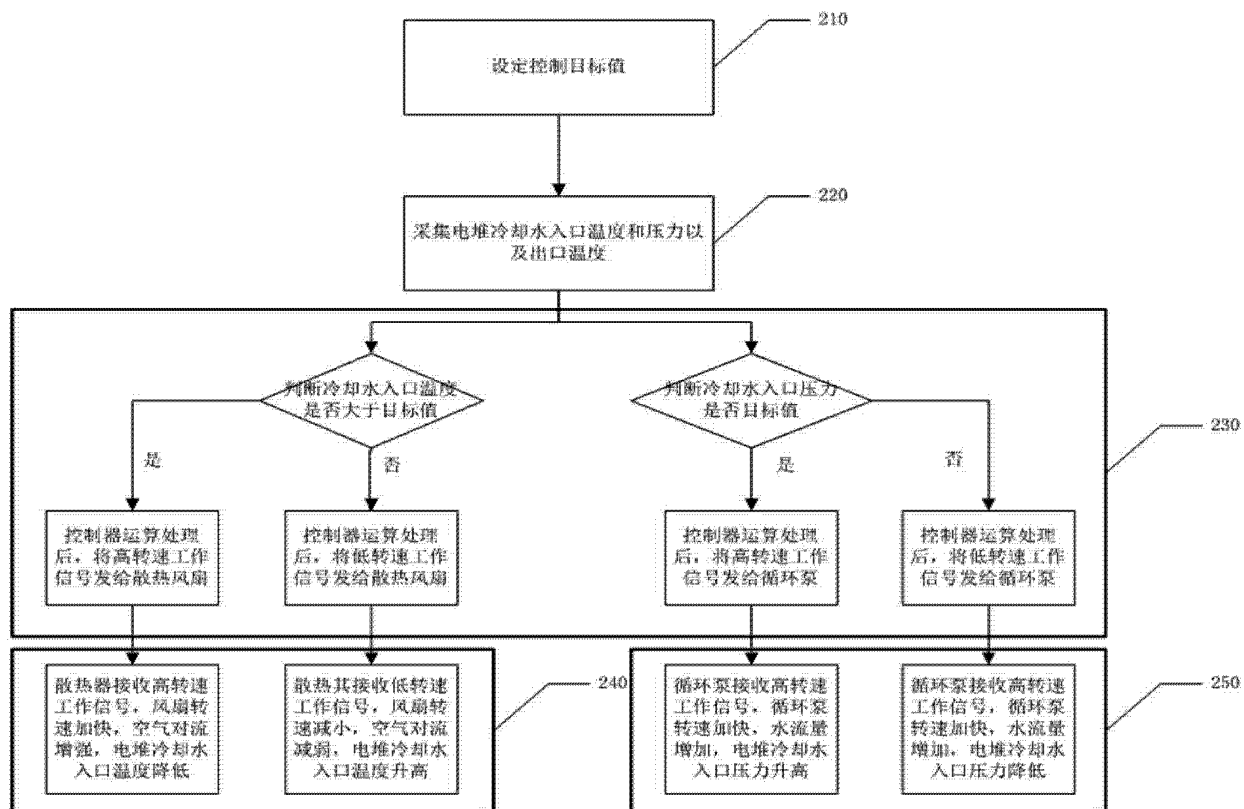 210
设定控制目标值
220
采集电堆冷却水入口温度和压力以
及出口温度
判断冷却水入口温度
是否大于目标值
判断冷却水入口压力
是否目标值
230
是
否
是
否
控制器运算处理
后，将高转速工作
信号发给散热风扇
控制器运算处理
后，将低转速工作
信号发给散热风扇
控制器运算处理
后，将高转速工作
信号发给循环泵
控制器运算处理
后，将低转速工作
信号发给循环泵
散热器接收高转速
工作信号，风扇转
速加快，空气对流
增强，电堆冷却水
入口温度降低
散热其接收低转速
工作信号，风扇转
速减小，空气对流
减弱，电堆冷却水
入口温度升高
240
循环泵接收高转速
工作信号，循环泵
转速加快，水流量
增加，电堆冷却水
入口压力升高
循环泵接收高转速
工作信号，循环泵
转速加快，水流量
增加，电堆冷却水
入口压力降低
250